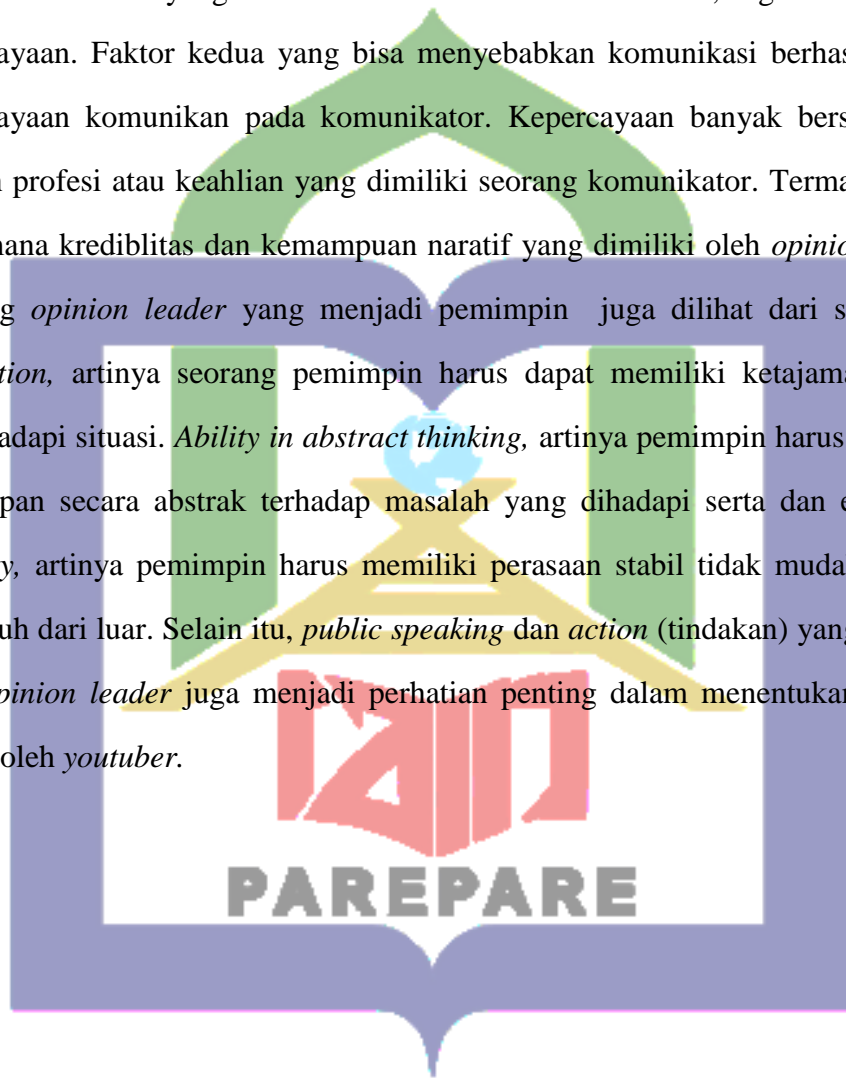 ayaan. Faktor kedua yang bisa menyebabkan komunikasi berhas
ayaan komunikan pada komunikator. Kepercayaan banyak bers
n profesi atau keahlian yang dimiliki seorang komunikator. Terma
nana krediblitas dan kemampuan naratif yang dimiliki oleh opinio
g opinion leader yang menjadi pemimpin juga dilihat dari s
tion, artinya seorang pemimpin harus dapat memiliki ketajama
adapi situasi. Ability in abstract thinking, artinya pemimpin harus
pan secara abstrak terhadap masalah yang dihadapi serta dan e
y, artinya pemimpin harus memiliki perasaan stabil tidak muda
uh dari luar. Selain itu, public speaking dan action (tindakan) yang
pinion leader juga menjadi perhatian penting dalam menentukan
oleh youtuber.
iain
PAREPARE